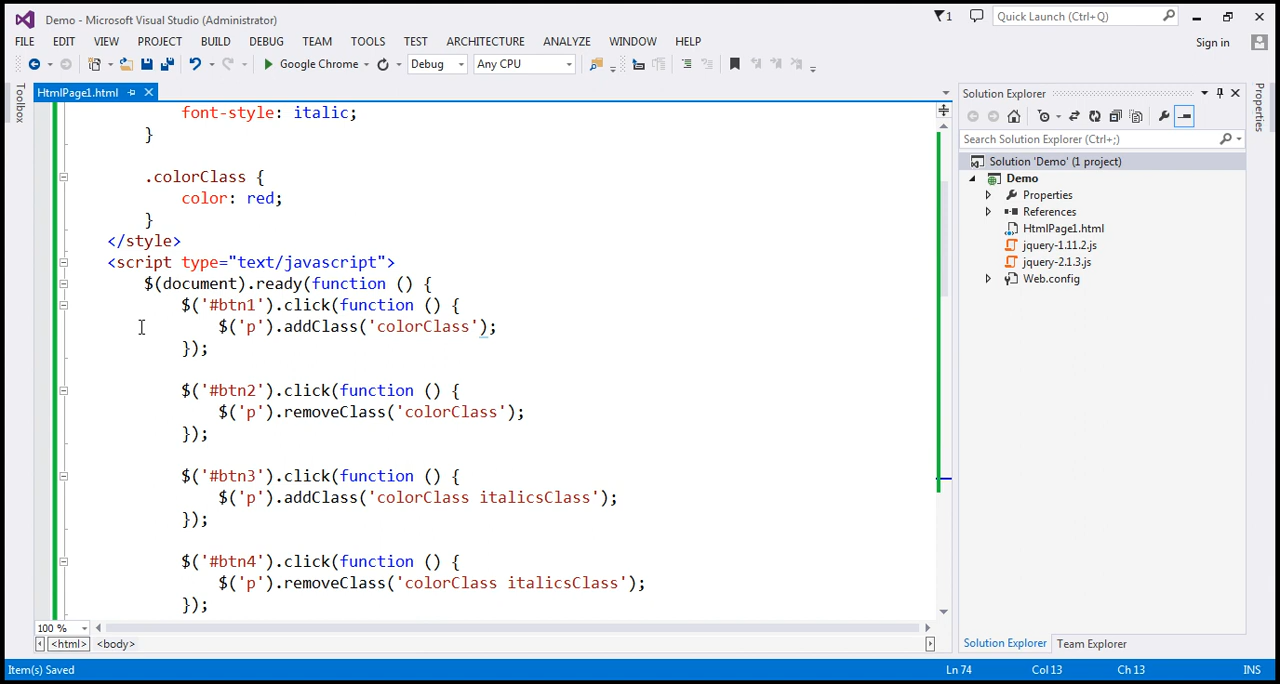 Demo - Microsoft Visual Studio (Administrator)
1
Quick Launch (Ctrl+Q)
FILE EDIT VIEW PROJECT BUILD DEBUG TEAM TOOLS TEST ARCHITECTURE ANALYZE WINDOW HELP
Sign in
Google Chrome
Debug
Any CPU
Toolbox
HtmlPage1.html
font-style: italic;
}
.colorClass {
color: red;
}
</style>
<script type="text/javascript">
$(document).ready(function () {
$('#btn1').click(function () {
$('p').addClass('colorClass');
});
$('#btn2').click(function () {
$('p').removeClass('colorClass');
});
$('#btn3').click(function () {
$('p').addClass('colorClass italicsClass');
});
$('#btn4').click(function () {
$('p').removeClass('colorClass italicsClass');
});
100 %
<html> <body>
Solution Explorer
Search Solution Explorer (Ctrl+;)
Solution 'Demo' (1 project)
Demo
Properties
References
HtmlPage1.html
jquery-1.11.2.js
jquery-2.1.3.js
Web.config
Solution Explorer Team Explorer
Properties
Item(s) Saved
Ln 74 Col 13 Ch 13 INS